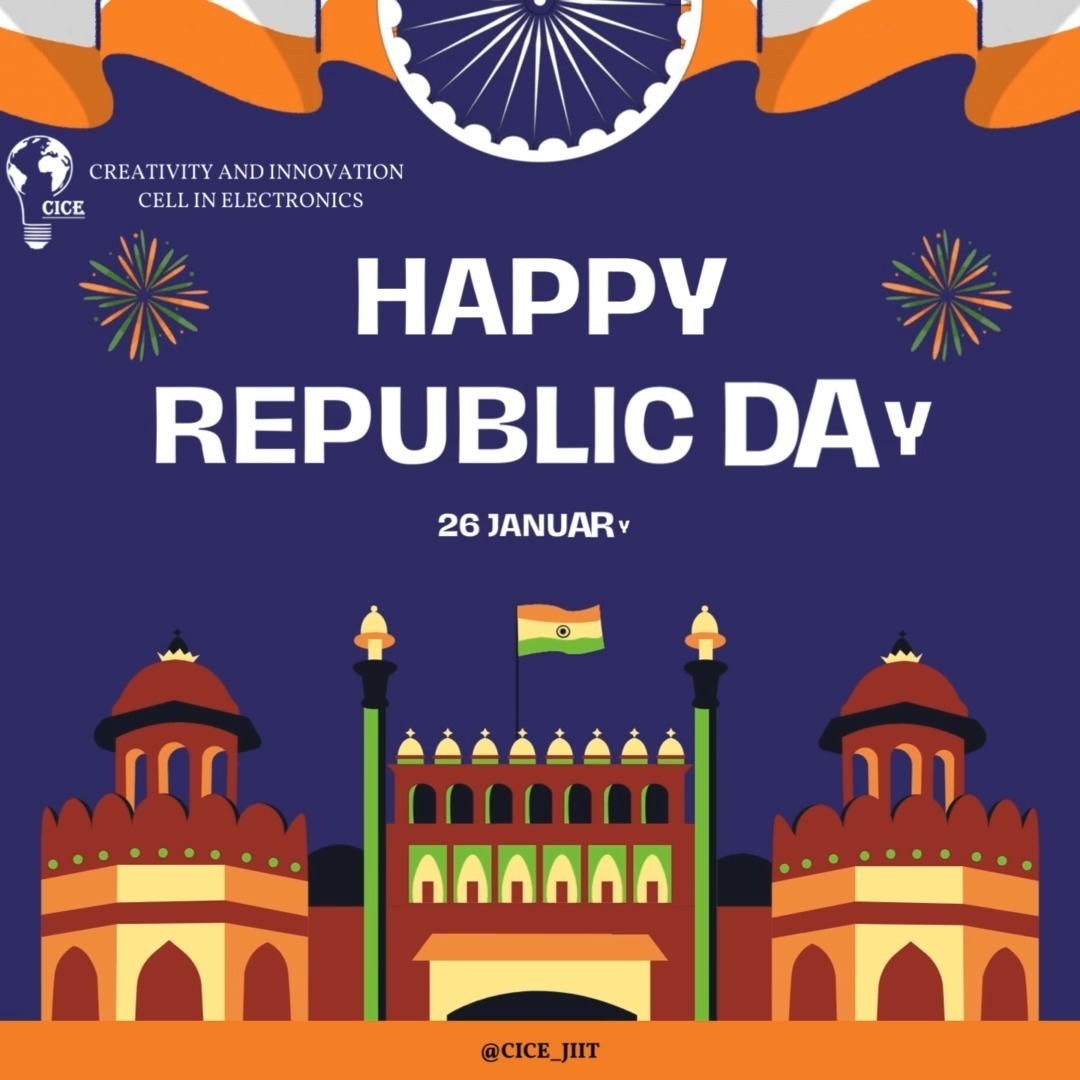 CREATIVITY AND INNOVATION
CELL IN ELECTRONICS
CICE
HAPPY
REPUBLIC DAY
26 JANUARY
@CICE_JIIT